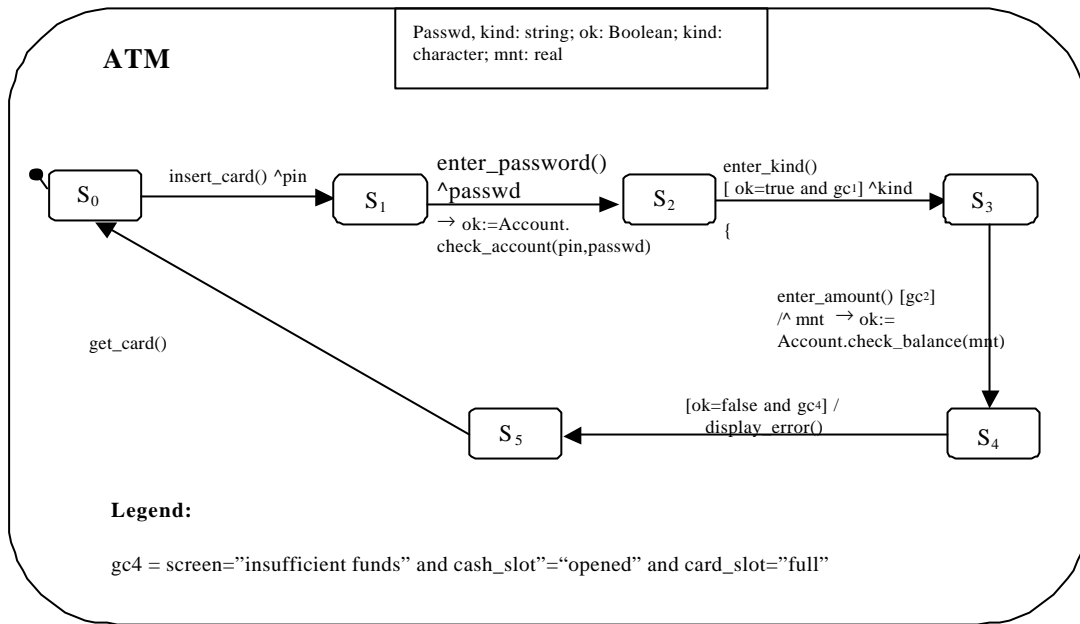 Passwd, kind: string; ok: Boolean; kind:
character; mnt: real
ATM
S0
insert_card() ^pin
S1
enter_password()
^passwd
→ ok:=Account.
check_account(pin,passwd)
S2
enter_kind()
[ ok=true and gc1] ^kind
{
S3
enter_amount() [gc2]
/^ mnt → ok:=
Account.check_balance(mnt)
get_card()
S5
[ok=false and gc4] /
display_error()
S4
Legend:
gc4 = screen=”insufficient funds” and cash_slot”=“opened” and card_slot=”full”